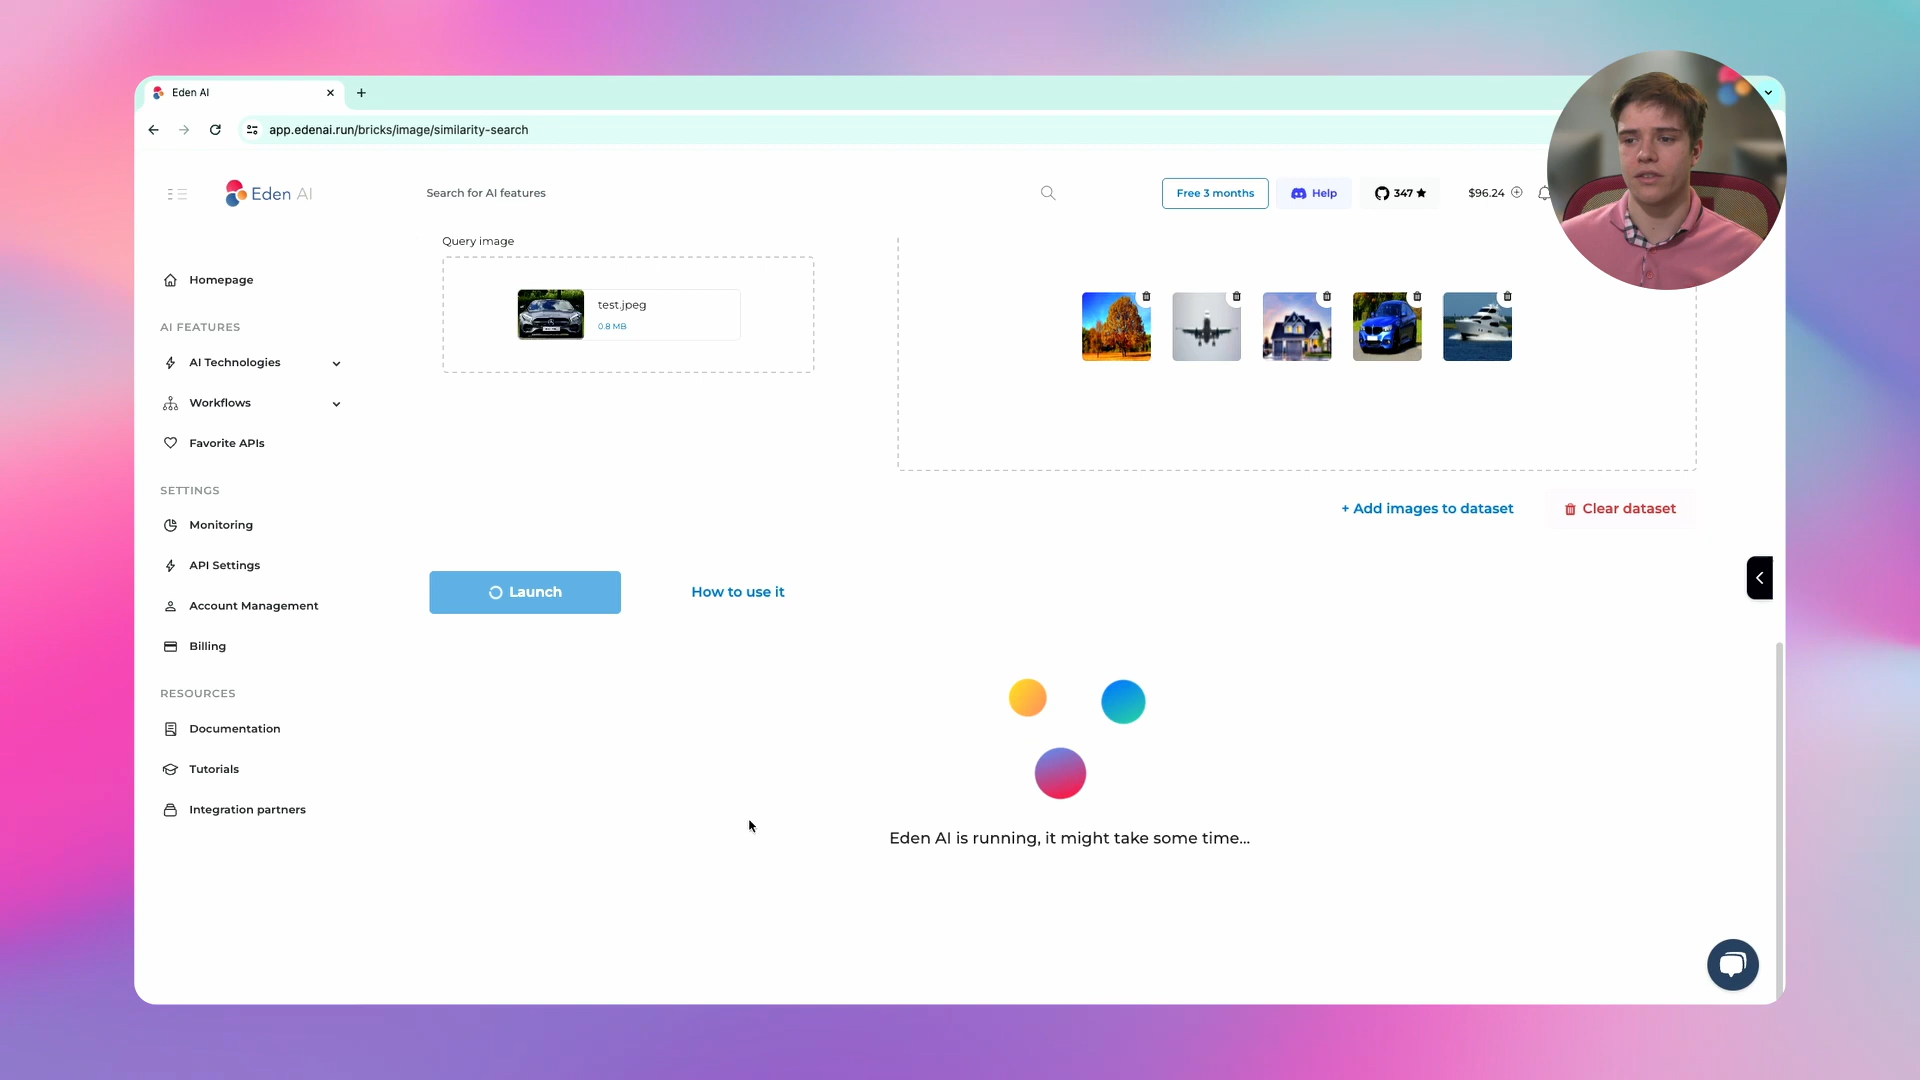 Eden AI
app.edenai.run/bricks/image/similarity-search
Eden AI
Search for AI features
Free 3 months
Help
347
$96.24
Query image
test.jpeg
0.8 MB
Homepage
AI FEATURES
AI Technologies
Workflows
Favorite APIs
SETTINGS
Monitoring
API Settings
Account Management
Billing
RESOURCES
Documentation
Tutorials
Integration partners
+ Add images to dataset
Clear dataset
Launch
How to use it
Eden AI is running, it might take some time...